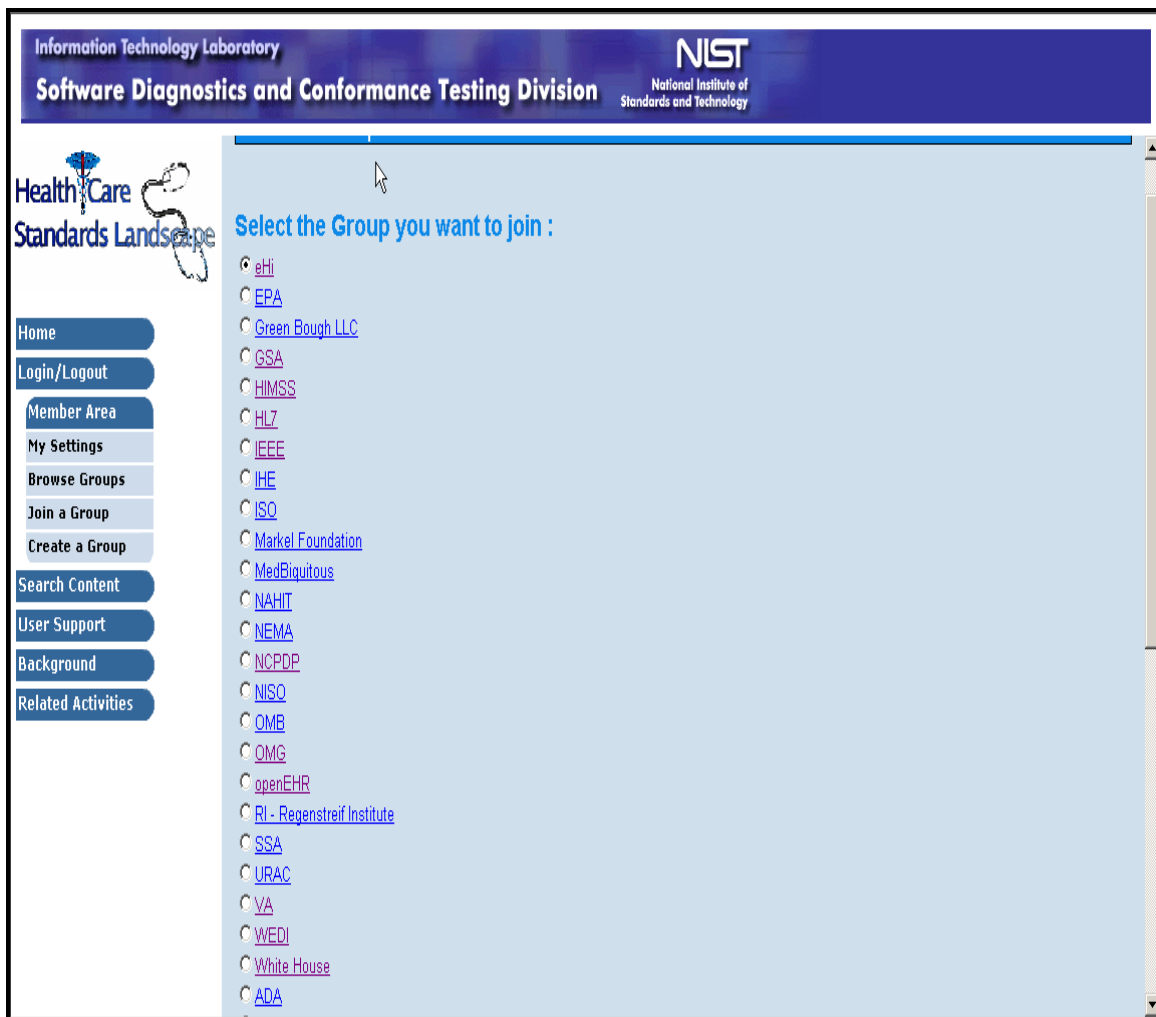 Information Technology Laboratory
Software Diagnostics and Conformance Testing Division
NIST
National Institute of
Standards and Technology
Health Care
Standards Landscape
Home
Login/Logout
Member Area
My Settings
Browse Groups
Join a Group
Create a Group
Search Content
User Support
Background
Related Activities
Select the Group you want to join :
eHi
EPA
Green Bough LLC
GSA
HIMSS
HL7
IEEE
IHE
ISO
Markel Foundation
MedBiquitous
NAHIT
NEMA
NCPDP
NISO
OMB
OMG
openEHR
RI - Regenstreif Institute
SSA
URAC
VA
WEDI
White House
ADA